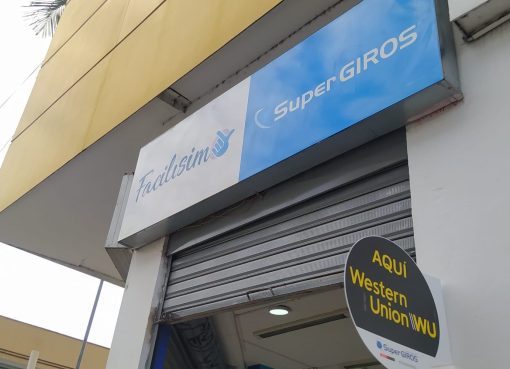 Facilísimo
SuperGIROS
AQUÍ
Western
Union WU
SuperGIROS